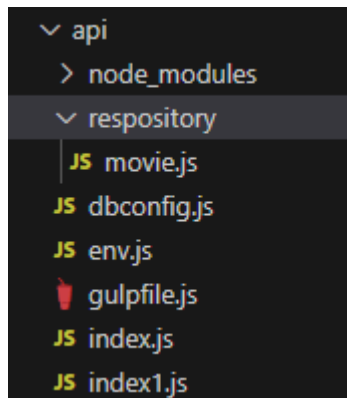 api
node_modules
respository
JS movie.js
JS dbconfig.js
JS env.js
gulpfile.js
JS index.js
JS index1.js